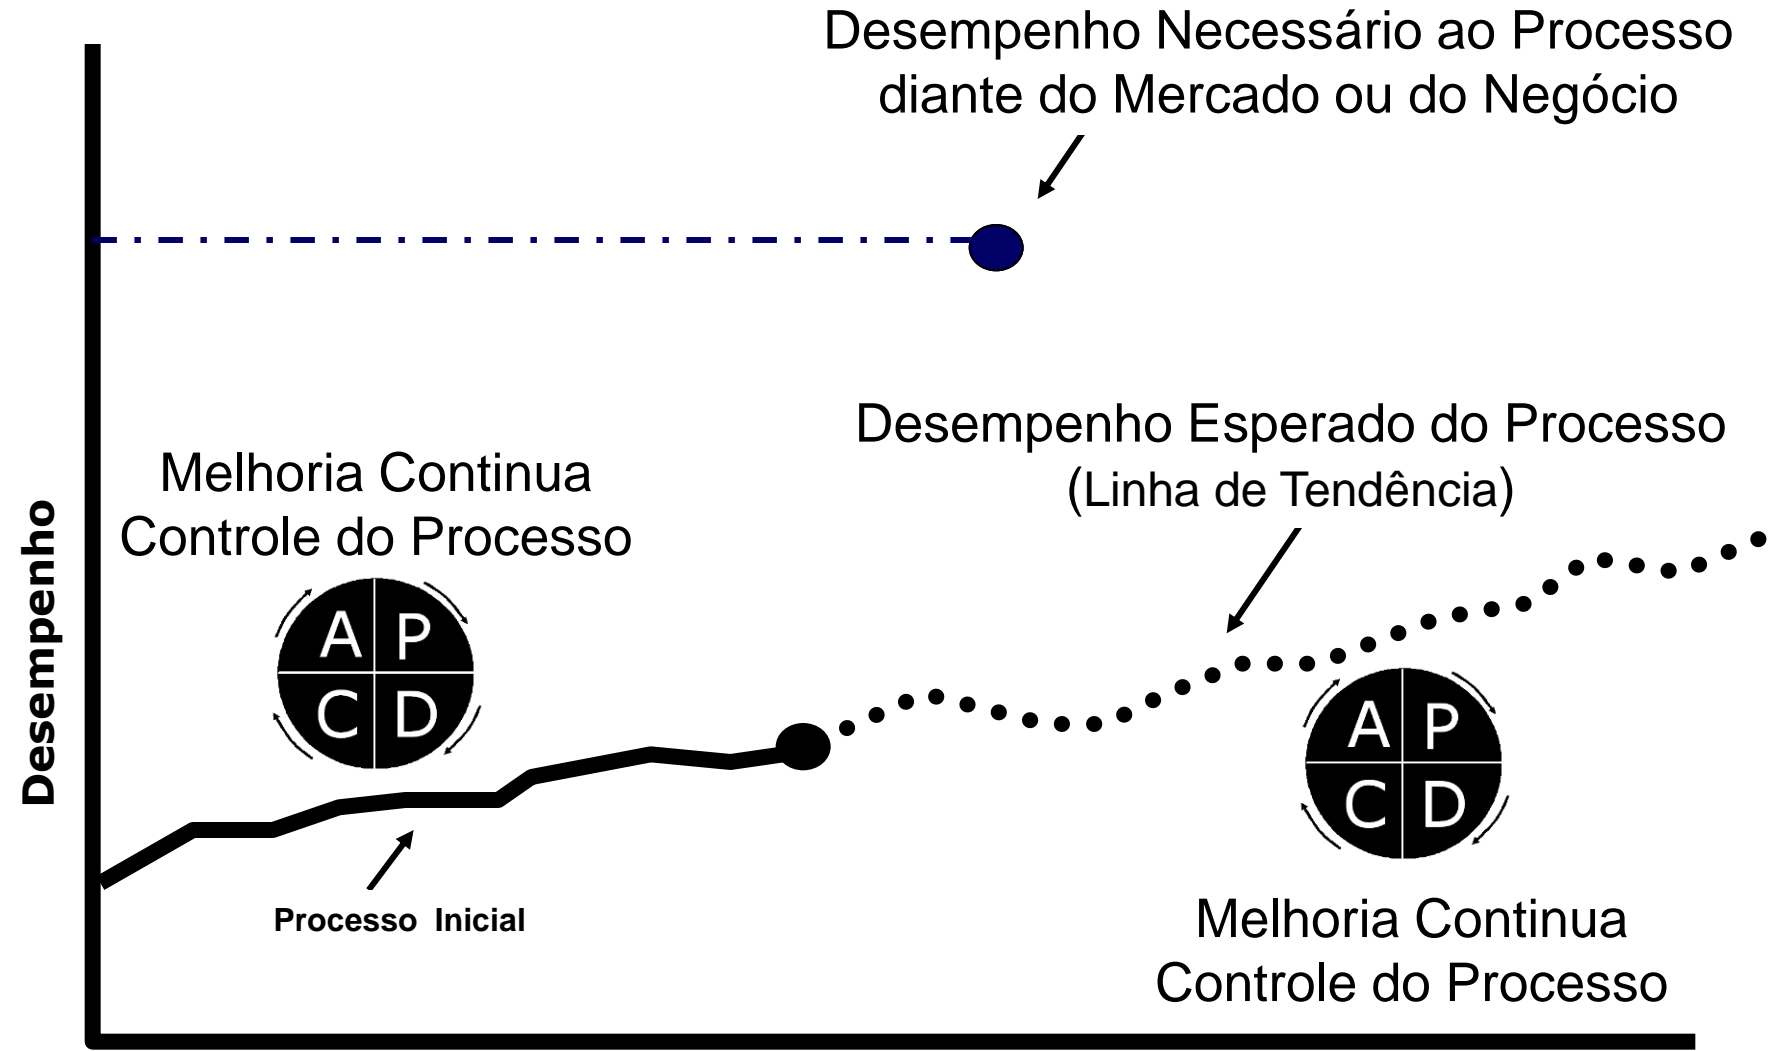 Desempenho Necessário ao Processo
diante do Mercado ou do Negócio
Desempenho Esperado do Processo
(Linha de Tendência)
Melhoria Continua
Controle do Processo
A P
C D
Desempenho
Processo Inicial
A P
C D
Melhoria Continua
Controle do Processo